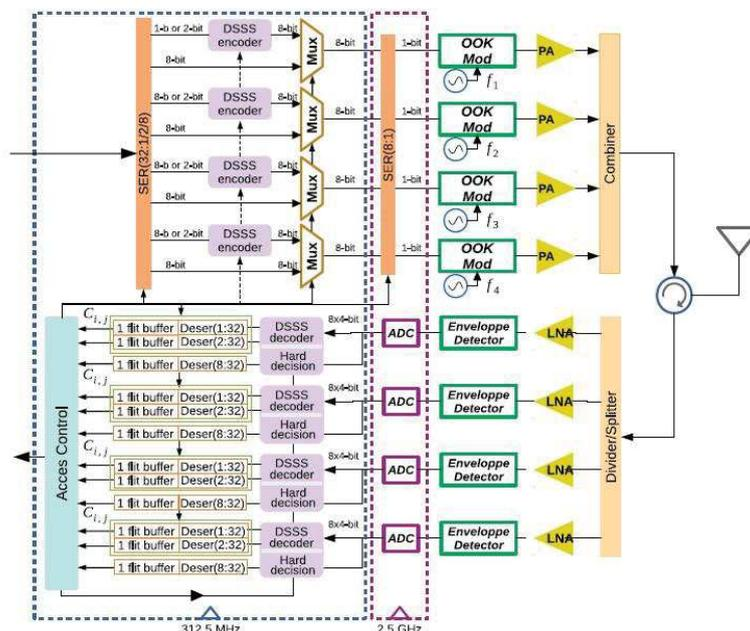 SER(32:1/2/8)
1-b or 2-bit
DSSS encoder
8-bit
8-bit
Mux
8-bit
SER(8:1)
1-bit
OOK Mod
f1
PA
Combiner
8-b or 2-bit
DSSS encoder
8-bit
8-bit
Mux
8-bit
1-bit
OOK Mod
f2
PA
8-b or 2-bit
DSSS encoder
8-bit
8-bit
Mux
8-bit
1-bit
OOK Mod
f3
PA
8-b or 2-bit
DSSS encoder
8-bit
8-bit
Mux
8-bit
1-bit
OOK Mod
f4
PA
Acces Control
Ci,j
1 flit buffer Deser(1:32)
1 flit buffer Deser(2:32)
1 flit buffer Deser(8:32)
DSSS decoder
Hard decision
8x4-bit
ADC
Enveloppe Detector
LNA
Divider/Splitter
Ci,j
1 flit buffer Deser(1:32)
1 flit buffer Deser(2:32)
1 flit buffer Deser(8:32)
DSSS decoder
Hard decision
8x4-bit
ADC
Enveloppe Detector
LNA
Ci,j
1 flit buffer Deser(1:32)
1 flit buffer Deser(2:32)
1 flit buffer Deser(8:32)
DSSS decoder
Hard decision
8x4-bit
ADC
Enveloppe Detector
LNA
Ci,j
1 flit buffer Deser(1:32)
1 flit buffer Deser(2:32)
1 flit buffer Deser(8:32)
DSSS decoder
Hard decision
8x4-bit
ADC
Enveloppe Detector
LNA
312.5 MHz
2.5 GHz